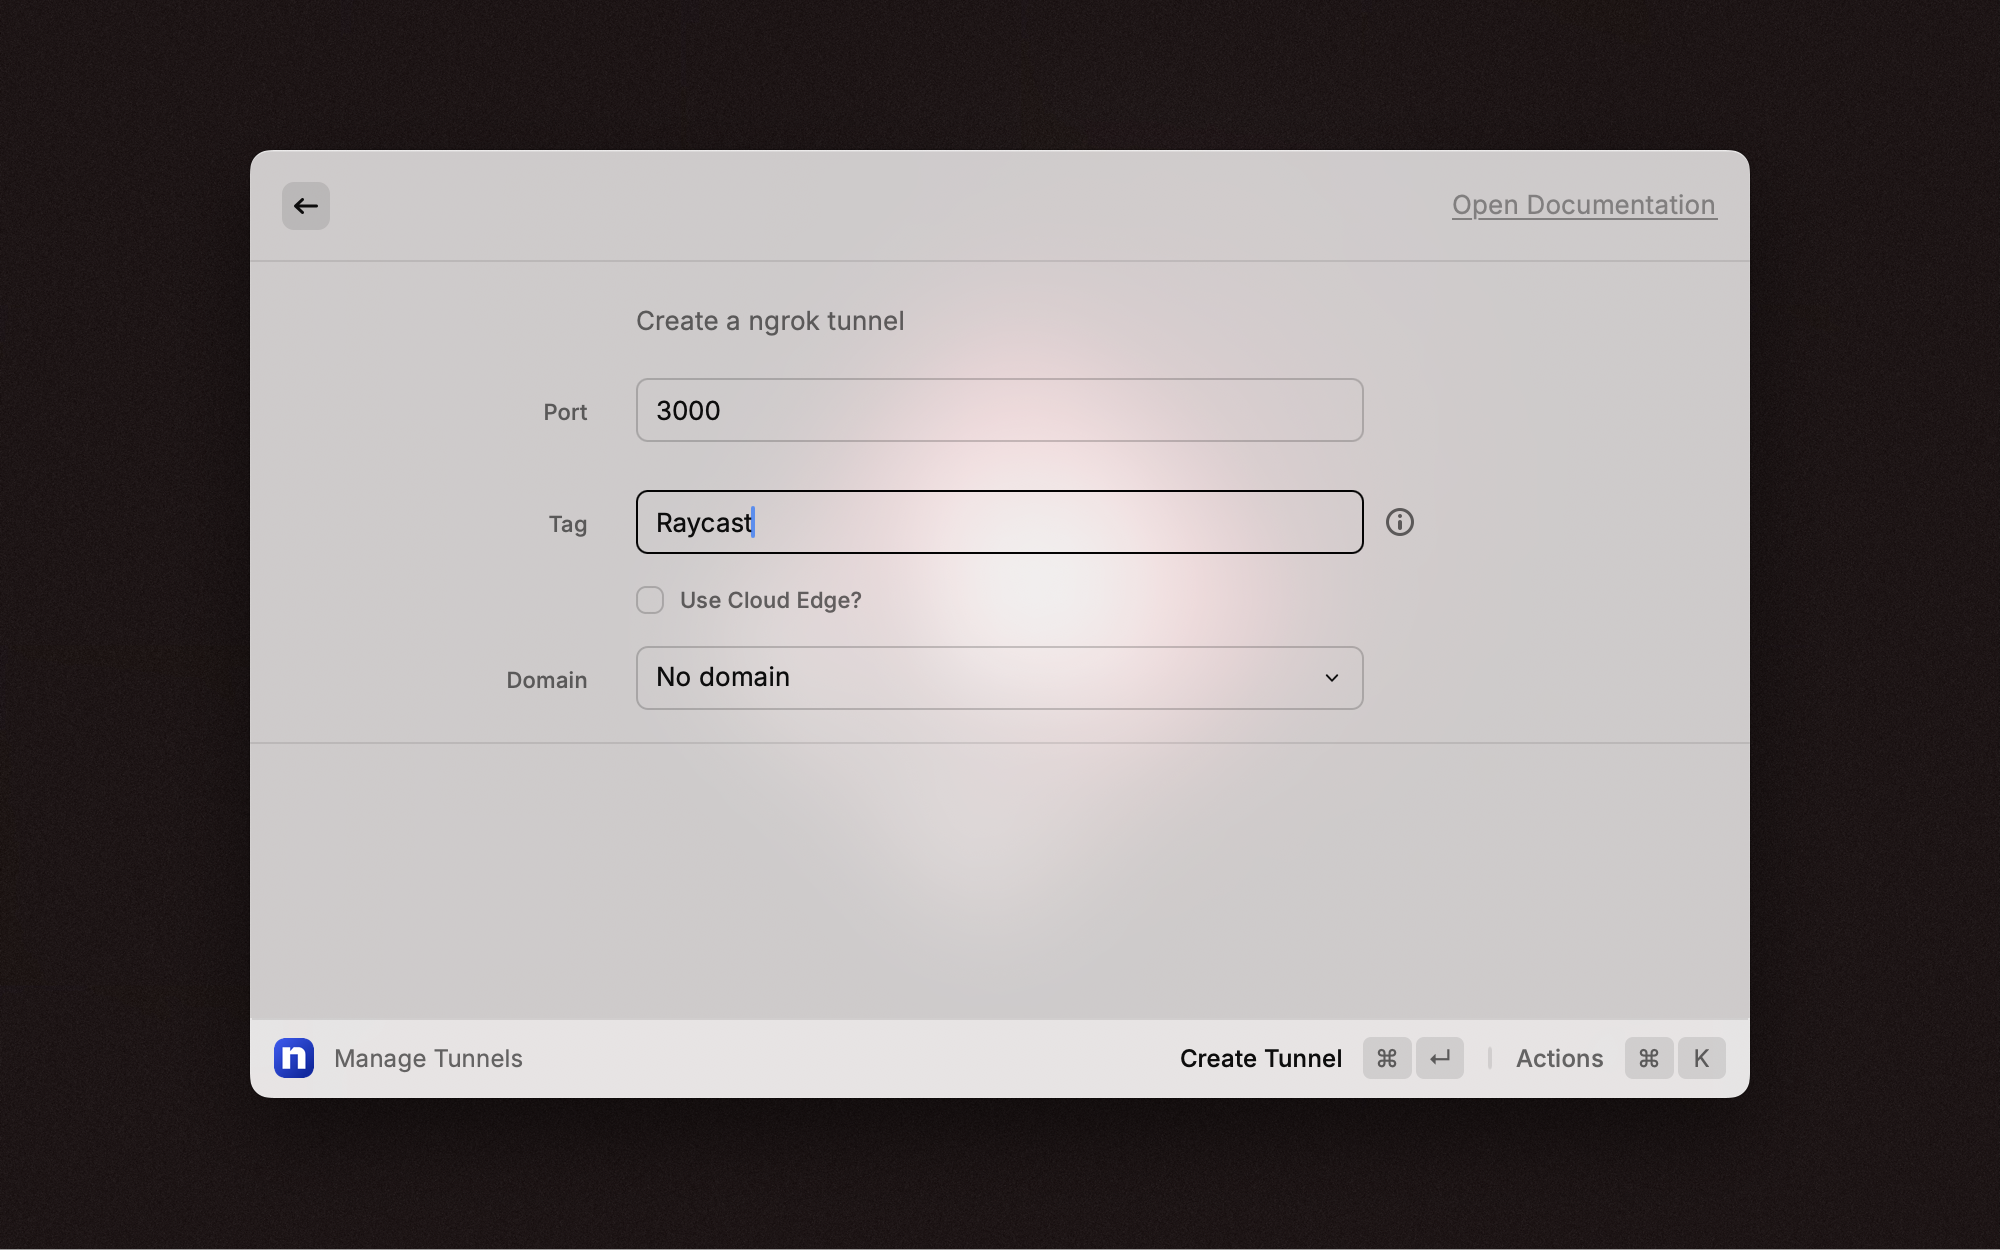 Open Documentation
Create a ngrok tunnel
Port
3000
Tag
Raycast
Use Cloud Edge?
Domain
No domain
n Manage Tunnels
Create Tunnel ⌘ ↵ | Actions ⌘ K